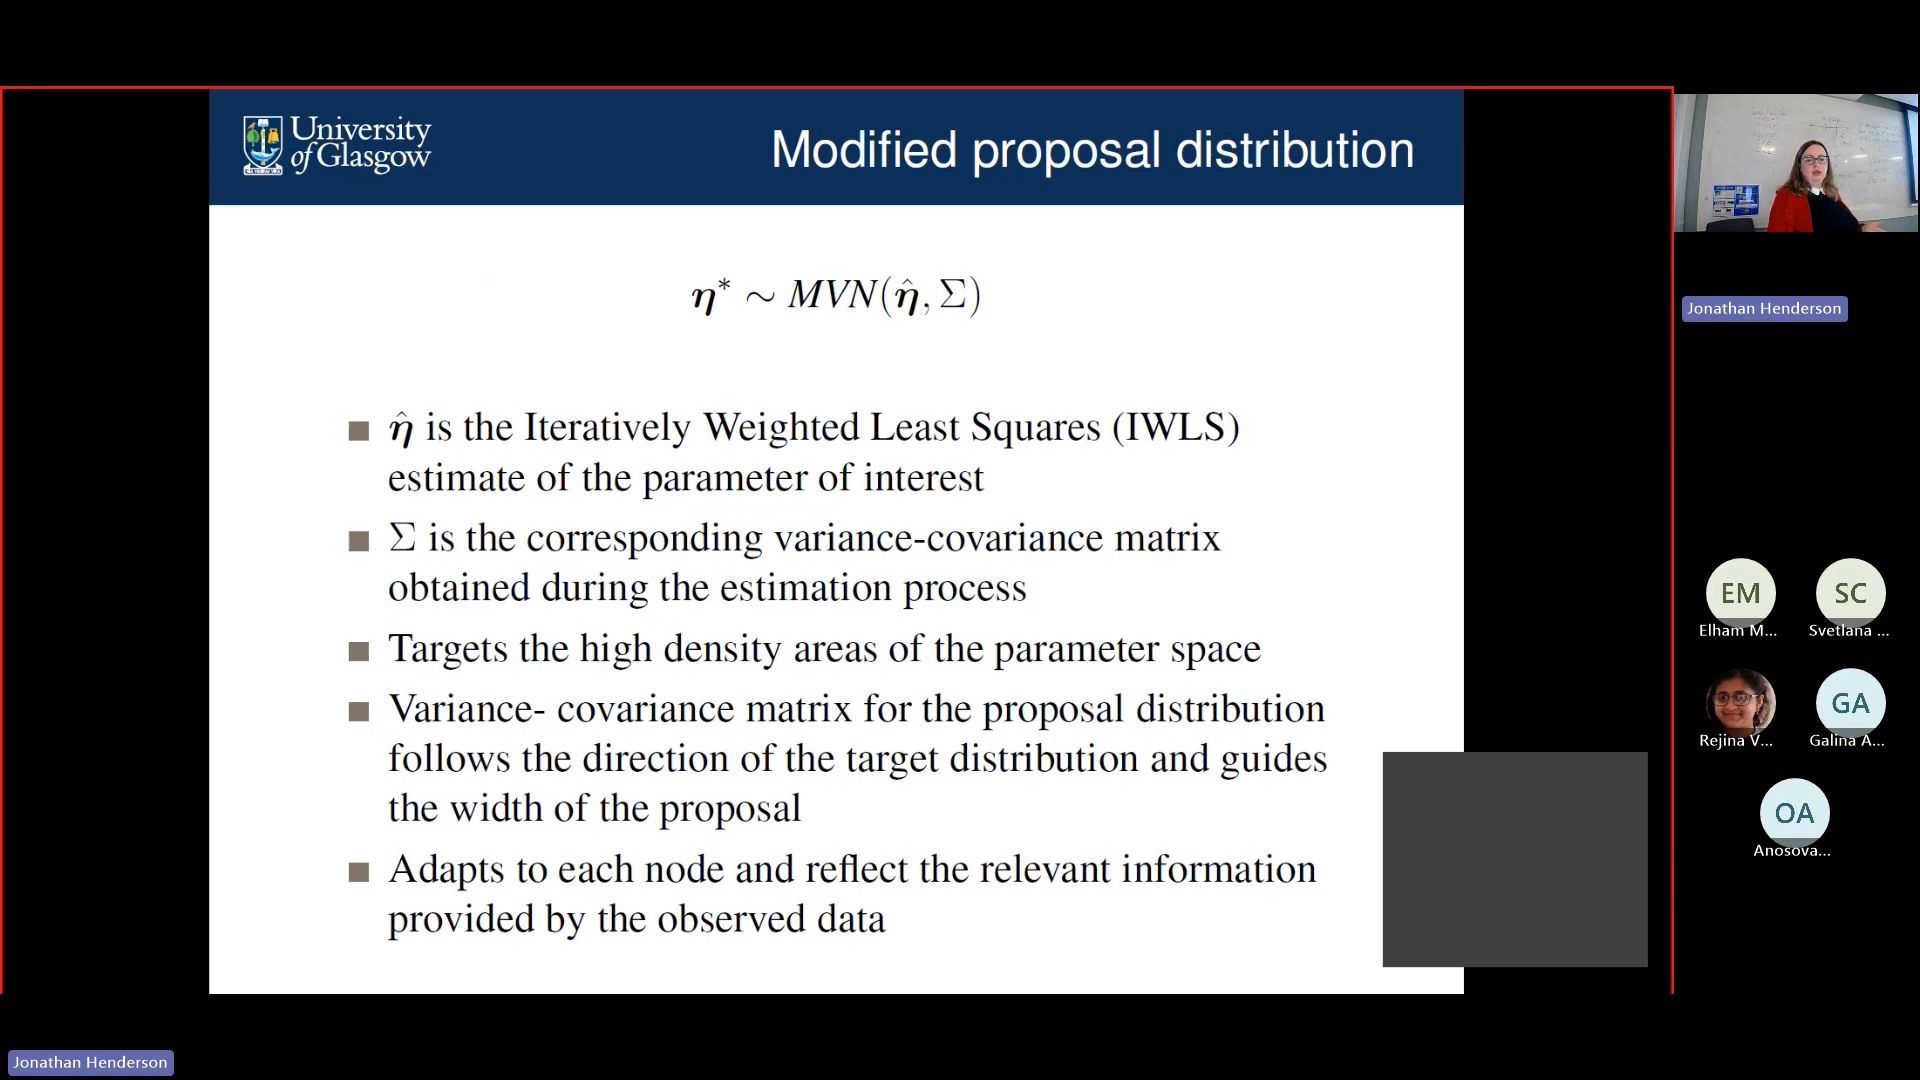 University
of Glasgow
Modified proposal distribution
η* ∼ MVN(η̂, Σ)
■ η̂ is the Iteratively Weighted Least Squares (IWLS)
estimate of the parameter of interest
■ Σ is the corresponding variance-covariance matrix
obtained during the estimation process
■ Targets the high density areas of the parameter space
■ Variance- covariance matrix for the proposal distribution
follows the direction of the target distribution and guides
the width of the proposal
■ Adapts to each node and reflect the relevant information
provided by the observed data
Jonathan Henderson
EM
SC
Elham M...
Svetlana ...
GA
Rejina V...
Galina A...
OA
Anosova...
Jonathan Henderson